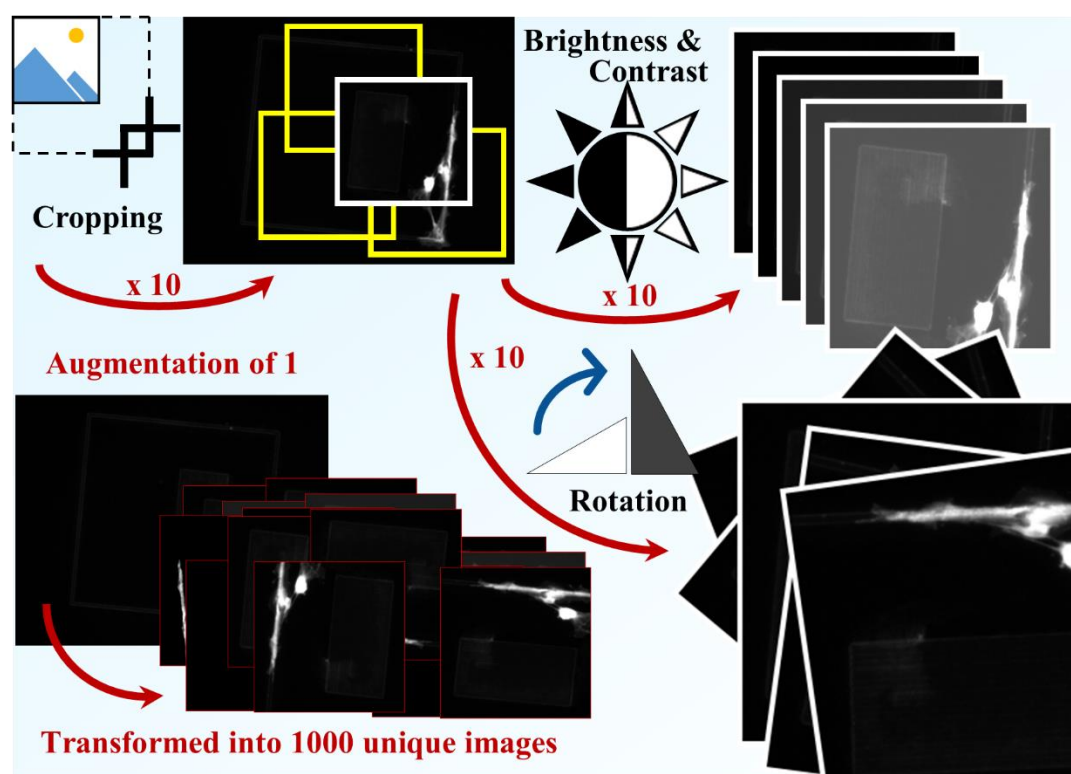 Cropping
x 10
Brightness &
Contrast
x 10
x 10
Rotation
Augmentation of 1
Transformed into 1000 unique images